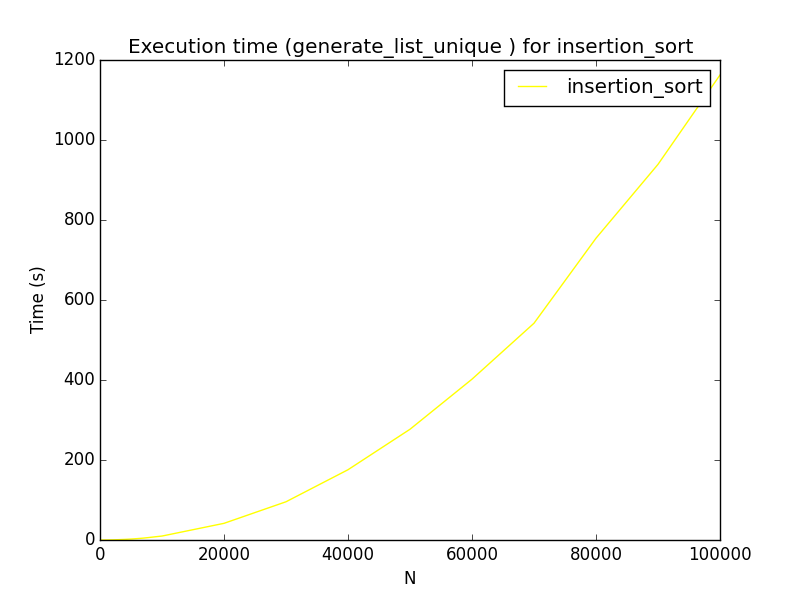 Execution time (generate_list_unique ) for insertion_sort
insertion_sort
1200
1000
800
600
400
200
0
Time (s)
0 20000 40000 60000 80000 100000
N